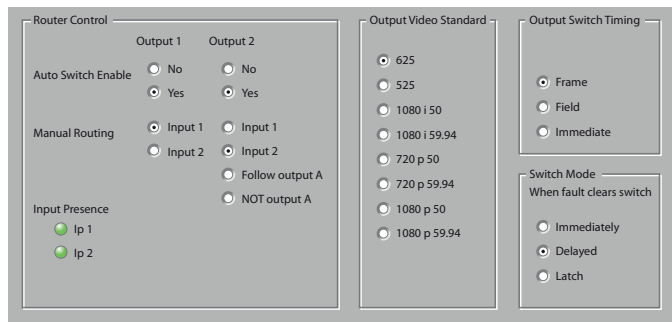 Router Control
Output 1 Output 2
Auto Switch Enable
No No
Yes Yes
Manual Routing
Input 1 Input 1
Input 2 Input 2
Follow output A
NOT output A
Input Presence
Ip 1
Ip 2
Output Video Standard
625
525
1080 i 50
1080 i 59.94
720 p 50
720 p 59.94
1080 p 50
1080 p 59.94
Output Switch Timing
Frame
Field
Immediate
Switch Mode
When fault clears switch
Immediately
Delayed
Latch